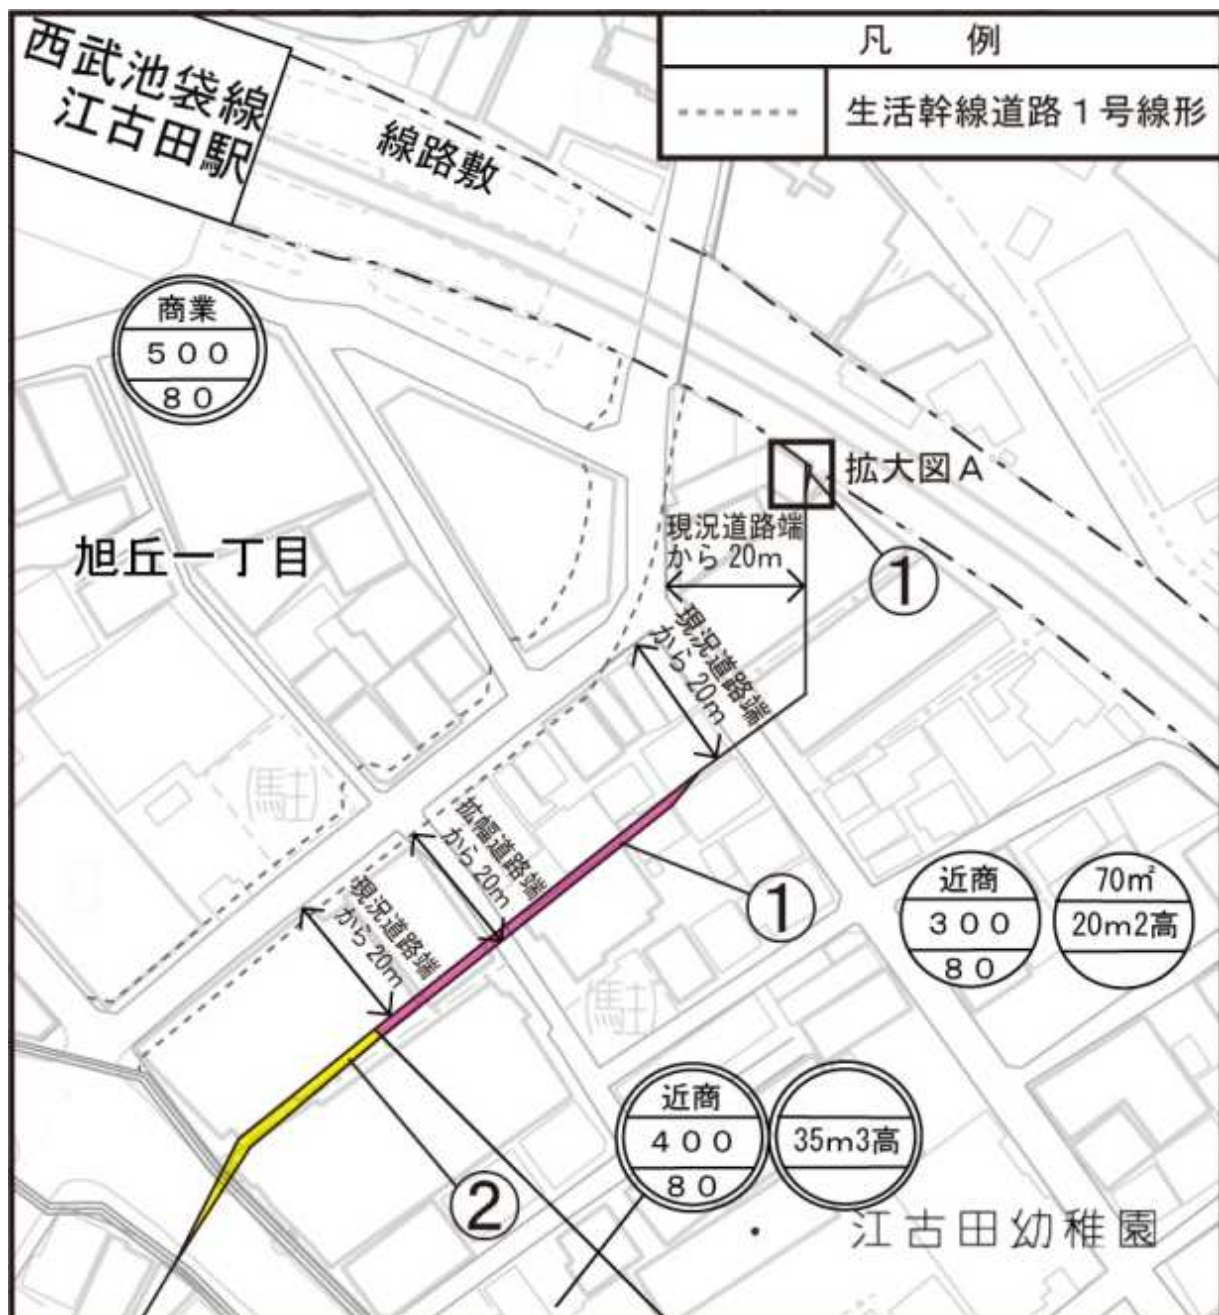 西武池袋線
江古田駅
線路敷
凡 例
生活幹線道路1号線形
商業
500
80
旭丘一丁目
拡大図A
現況道路端
から20m
①
現況道路端
から20m
(駐)
拡幅道路端
から20m
現況道路端
から20m
①
近商
300
80
70㎡
20m2高
(駐)
近商
400
80
35m3高
②
江古田幼稚園